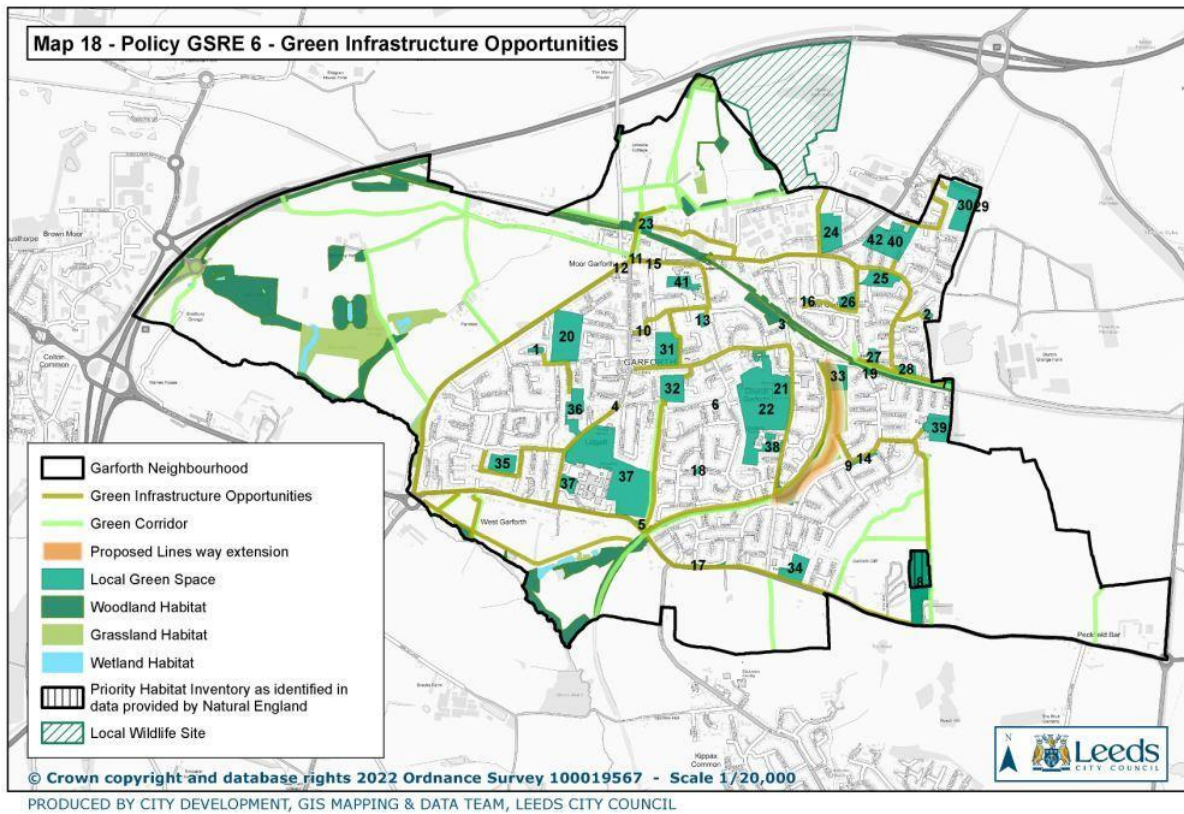 Map 18 - Policy GSRE 6 - Green Infrastructure Opportunities
Brown Moor
Colton
Common
Moor Garforth
GARFORTH
West Garforth
Peckfield Bar
Kippax
Common
23
30
29
24
42
40
11
12
15
41
25
16
26
2
13
3
10
20
31
1
27
19
28
33
32
21
36
4
6
22
39
38
35
9
14
37
18
37
5
17
34
8
Garforth Neighbourhood
Green Infrastructure Opportunities
Green Corridor
Proposed Lines way extension
Local Green Space
Woodland Habitat
Grassland Habitat
Wetland Habitat
Priority Habitat Inventory as identified in
data provided by Natural England
Local Wildlife Site
N
Leeds
CITY COUNCIL
© Crown copyright and database rights 2022 Ordnance Survey 100019567 - Scale 1/20,000
PRODUCED BY CITY DEVELOPMENT, GIS MAPPING & DATA TEAM, LEEDS CITY COUNCIL